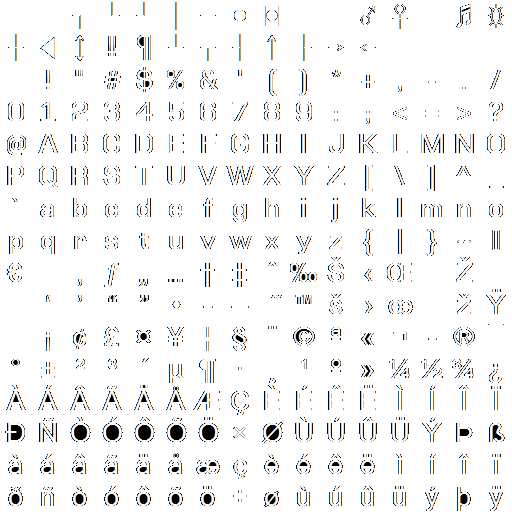 ♂ ♀ ♬ ☼
┼ ◄ ↕ ‼ ¶ ┴ ┬ ┤ ↑ ├ → ←
! " # $ % & ' ( ) * + , - . /
0 1 2 3 4 5 6 7 8 9 : ; < = > ?
@ A B C D E F G H I J K L M N O
P Q R S T U V W X Y Z [ \ ] ^ _
` a b c d e f g h i j k l m n o
p q r s t u v w x y z { | } ~
€ ‚ ƒ „ … † ‡ ˆ ‰ Š ‹ Œ Ž
‘ ’ “ ” • – — ˜ ™ š › œ ž Ÿ
¡ ¢ £ ¤ ¥ ¦ § ¨ © ª « ¬ - ® ¯
° ± ² ³ ´ µ ¶ · ¸ ¹ º » ¼ ½ ¾ ¿
À Á Â Ã Ä Å Æ Ç È É Ê Ë Ì Í Î Ï
Ð Ñ Ò Ó Ô Õ Ö × Ø Ù Ú Û Ü Ý Þ ß
à á â ã ä å æ ç è é ê ë ì í î ï
ð ñ ò ó ô õ ö ÷ ø ù ú û ü ý þ ÿ